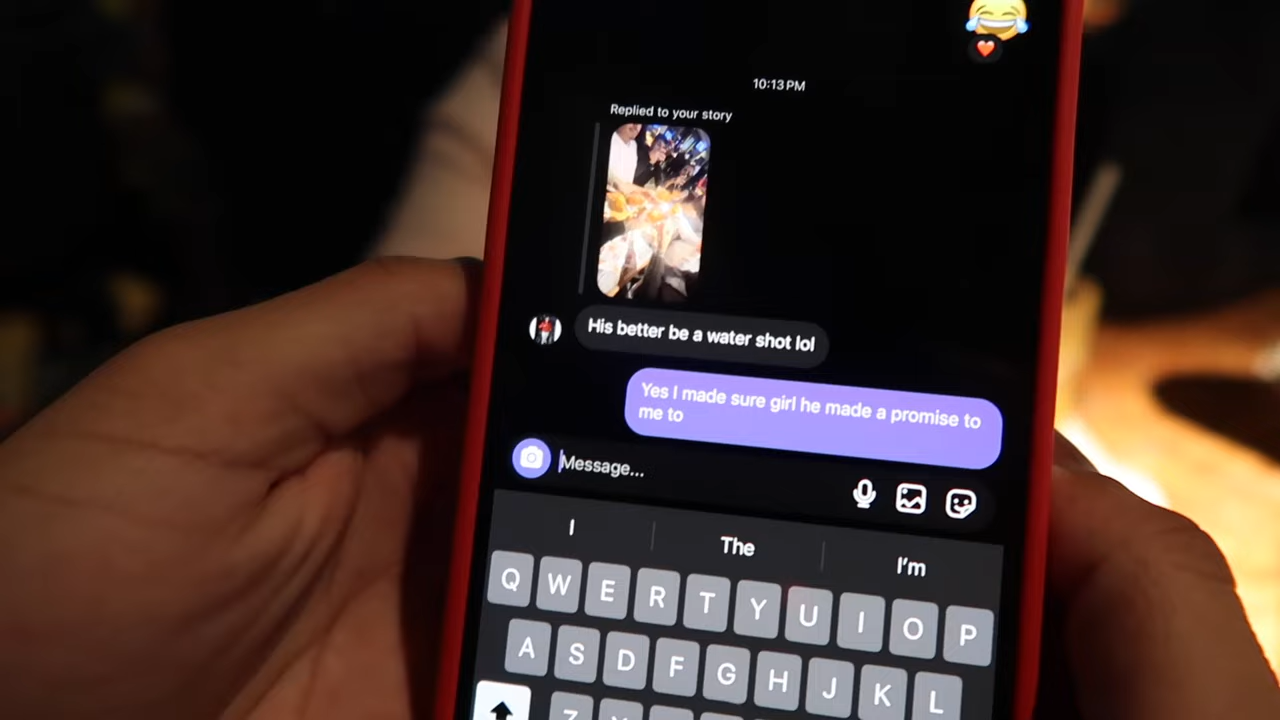 10:13 PM
Replied to your story
His better be a water shot lol
Yes I made sure girl he made a promise to
me to
Message...
I
The
I'm
Q W E R T Y U I O P
A S D F G H J K L
Z